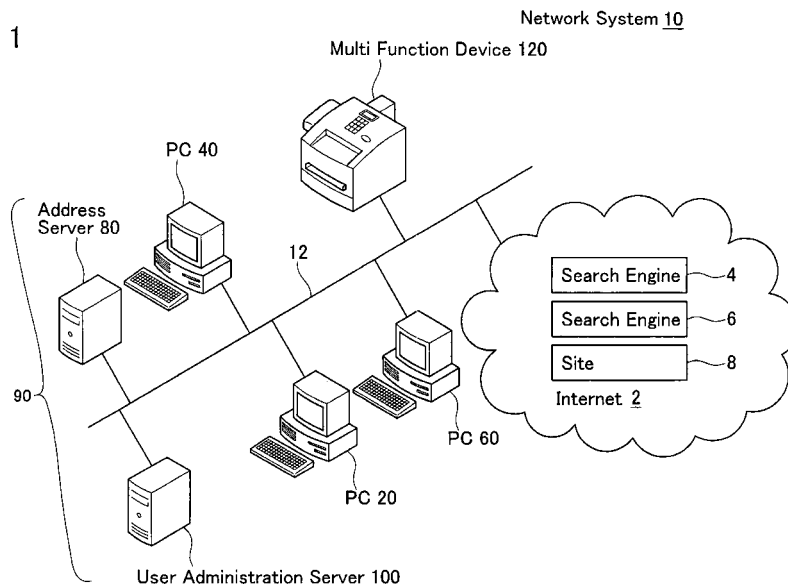 Network System 10
1
Multi Function Device 120
PC 40
Address
Server 80
12
Search Engine
4
Search Engine
6
Site
8
Internet 2
90
PC 60
PC 20
User Administration Server 100